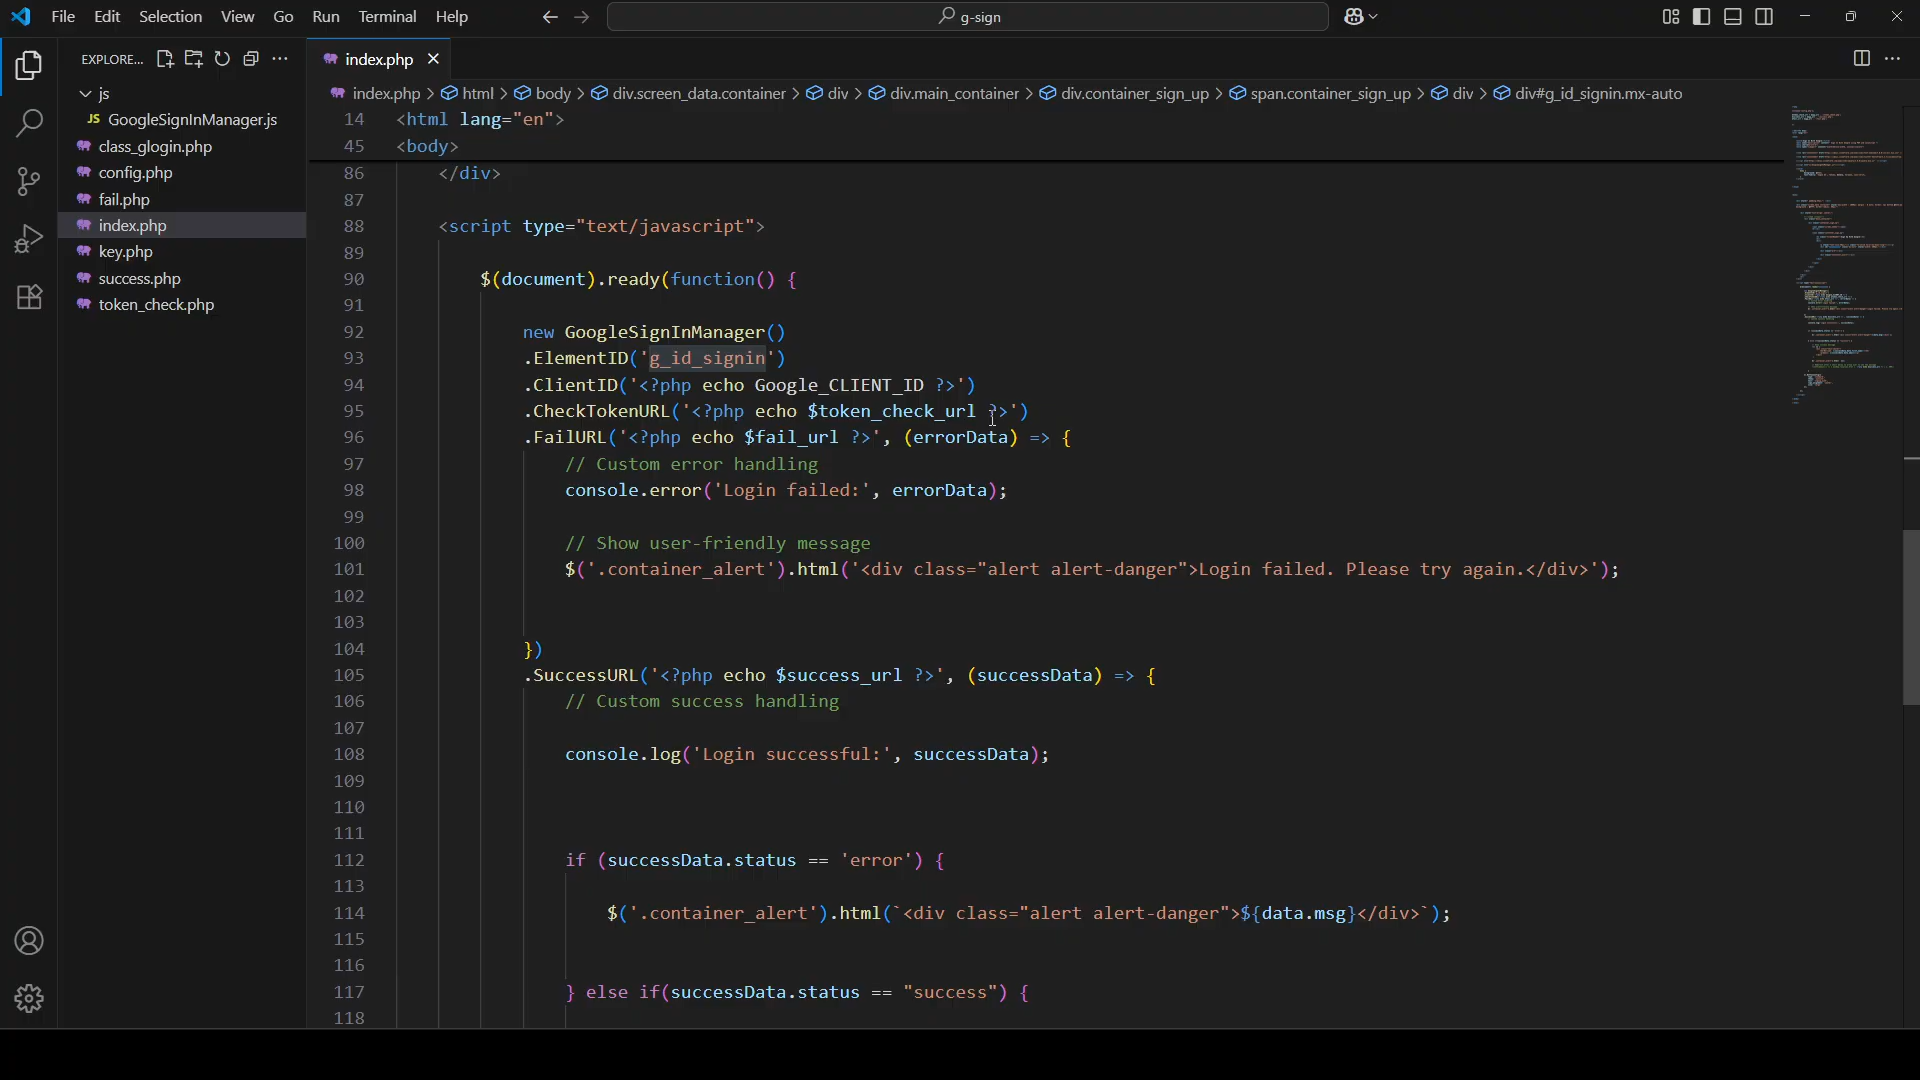 File Edit Selection View Go Run Terminal Help
g-sign
EXPLORE...
index.php
js
JS GoogleSignInManager.js
class_glogin.php
config.php
fail.php
index.php
key.php
success.php
token_check.php
index.php > html > body > div.screen_data.container > div > div.main_container > div.container_sign_up > span.container_sign_up > div > div#g_id_signin.mx-auto
14 <html lang="en">
45 <body>
86 </div>
87
88 <script type="text/javascript">
89
90 $(document).ready(function() {
91
92 new GoogleSignInManager()
93 .ElementID('g_id_signin')
94 .ClientID('<?php echo Google_CLIENT_ID ?>')
95 .CheckTokenURL('<?php echo $token_check_url ?>')
96 .FailURL('<?php echo $fail_url ?>', (errorData) => {
97 // Custom error handling
98 console.error('Login failed:', errorData);
99
100 // Show user-friendly message
101 $('.container_alert').html('<div class="alert alert-danger">Login failed. Please try again.</div>');
102
103
104 })
105 .SuccessURL('<?php echo $success_url ?>', (successData) => {
106 // Custom success handling
107
108 console.log('Login successful:', successData);
109
110
111
112 if (successData.status == 'error') {
113
114 $('.container_alert').html(`<div class="alert alert-danger">${data.msg}</div>`);
115
116
117 } else if(successData.status == "success") {
118